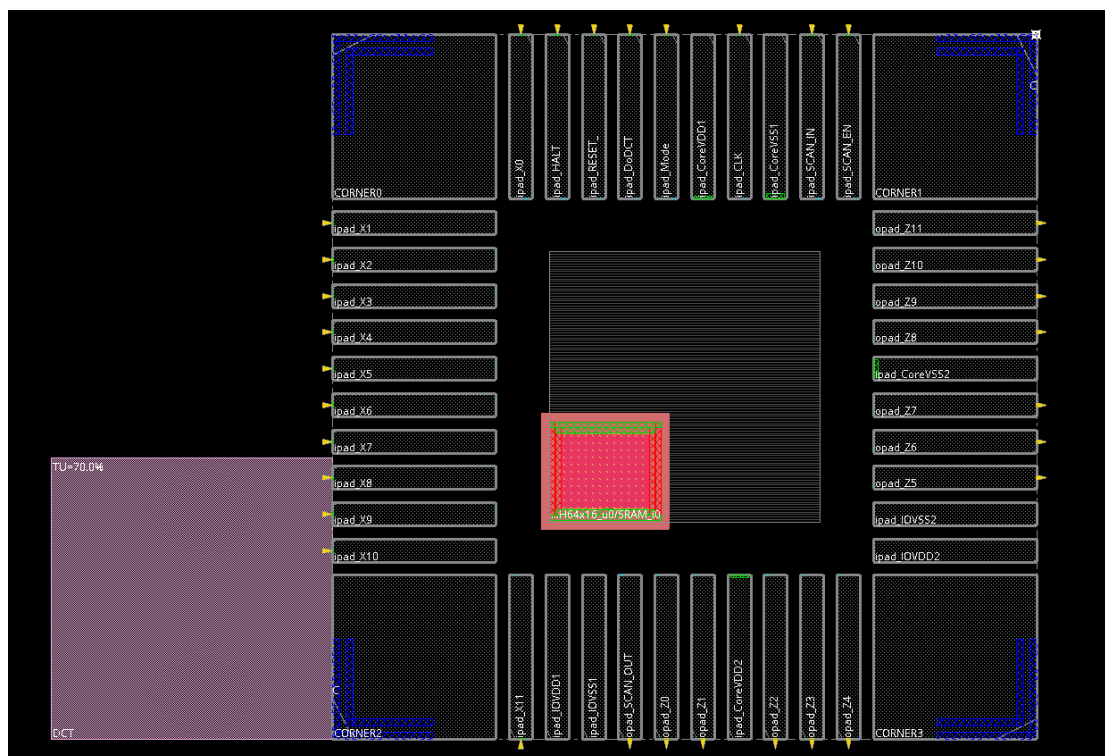 ipad_X0
ipad_HALT
ipad_RESET_
ipad_DoDCT
ipad_Mode
ipad_CoreVDD1
ipad_CLK
ipad_CoreVSS1
ipad_SCAN_IN
ipad_SCAN_EN
C
CORNER0
CORNER1
ipad_X1
opad_Z11
ipad_X2
opad_Z10
ipad_X3
opad_Z9
ipad_X4
opad_Z8
ipad_X5
ipad_CoreVSS2
ipad_X6
opad_Z7
ipad_X7
opad_Z6
TU=70.0%
ipad_X8
opad_Z5
ipad_X9
...H64x16_u0/SRAM_i0
ipad_IOVSS2
ipad_X10
ipad_IOVDD2
C
ipad_X11
ipad_IOVDD1
ipad_IOVSS1
opad_SCAN_OUT
opad_Z0
opad_Z1
ipad_CoreVDD2
opad_Z2
opad_Z3
opad_Z4
DCT
CORNER2
CORNER3